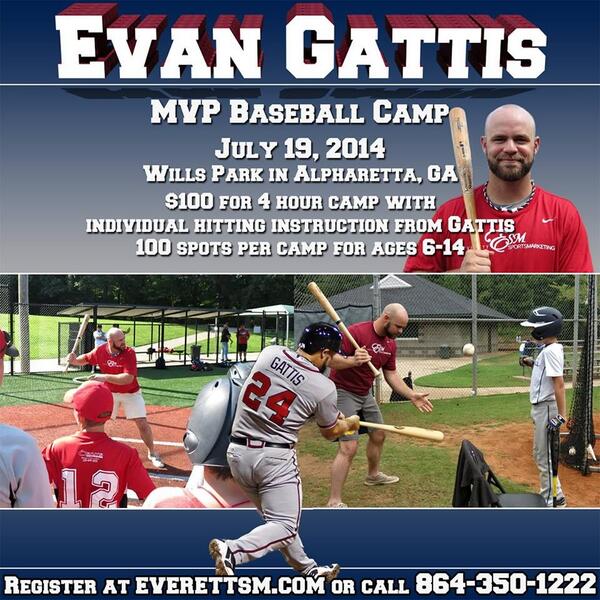 Evan Gattis
MVP Baseball Camp
July 19, 2014
Wills Park in Alpharetta, GA
$100 for 4 hour camp with
individual hitting instruction from Gattis
100 spots per camp for ages 6-14
SM
SPORTSMARKETING
GATTIS
24
12
Register at everettsm.com or call 864-350-1222